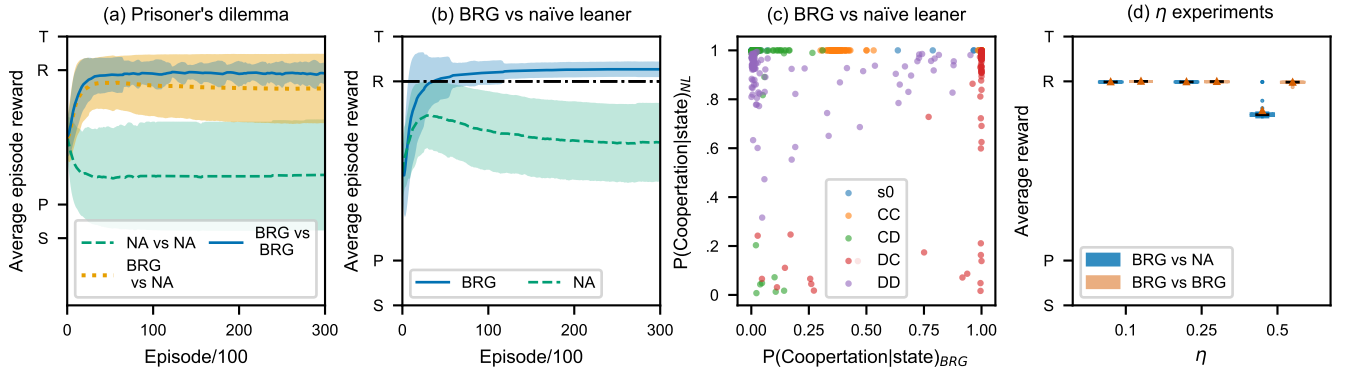 (a) Prisoner's dilemma
T
R
P
S
Average episode reward
0
100
200
300
Episode/100
NA vs NA
BRG vs
BRG
BRG
vs NA
(b) BRG vs naïve leaner
T
R
P
S
Average episode reward
0
100
200
300
Episode/100
BRG
NA
(c) BRG vs naïve leaner
1
.8
.6
.4
.2
0
P(Coopertation|state)NL
0.00
0.25
0.50
0.75
1.00
P(Coopertation|state)BRG
s0
CC
CD
DC
DD
(d) η experiments
T
R
P
S
Average reward
0.1
0.25
0.5
η
BRG vs NA
BRG vs BRG